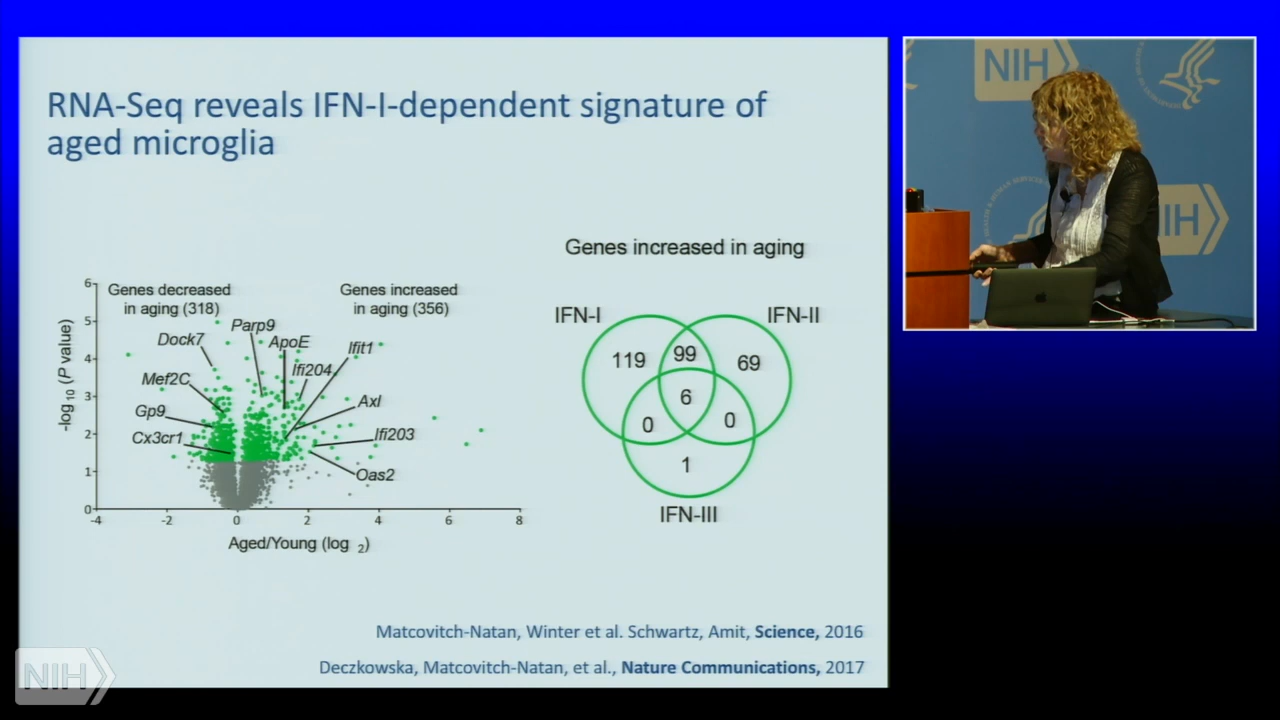 RNA-Seq reveals IFN-I-dependent signature of
aged microglia
Genes decreased
in aging (318)
Genes increased
in aging (356)
Parp9
Dock7
ApoE
Ifit1
Ifi204
Mef2C
Axl
Gp9
Cx3cr1
Ifi203
Oas2
-log10 (P value)
6
5
4
3
2
1
0
-4
-2
0
2
4
6
8
Aged/Young (log 2)
Genes increased in aging
IFN-I
IFN-II
119
99
69
6
0
0
1
IFN-III
Matcovitch-Natan, Winter et al. Schwartz, Amit, Science, 2016
Deczkowska, Matcovitch-Natan, et al., Nature Communications, 2017
NIH
NIH
NIH